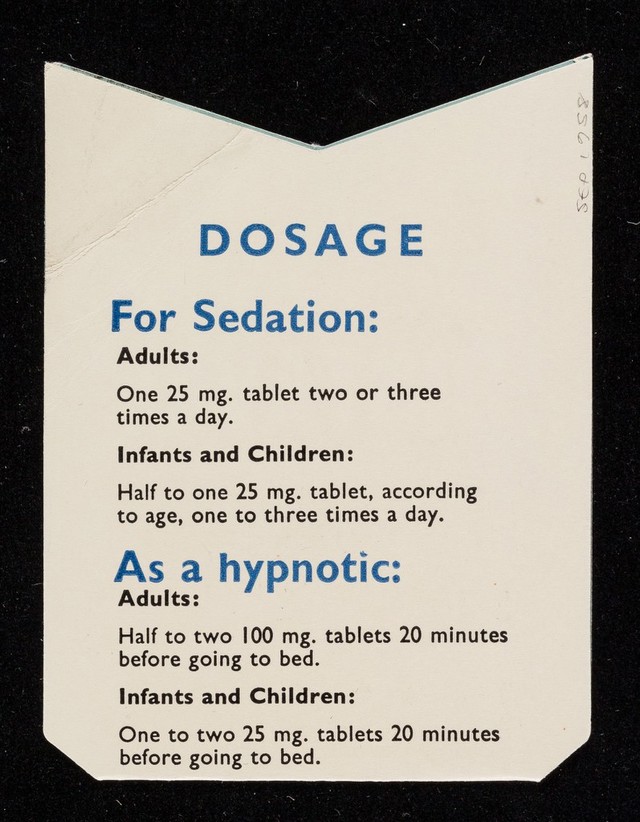 DOSAGE
For Sedation:
Adults:
One 25 mg. tablet two or three
times a day.
Infants and Children:
Half to one 25 mg. tablet, according
to age, one to three times a day.
As a hypnotic:
Adults:
Half to two 100 mg. tablets 20 minutes
before going to bed.
Infants and Children:
One to two 25 mg. tablets 20 minutes
before going to bed.
SEP 1958